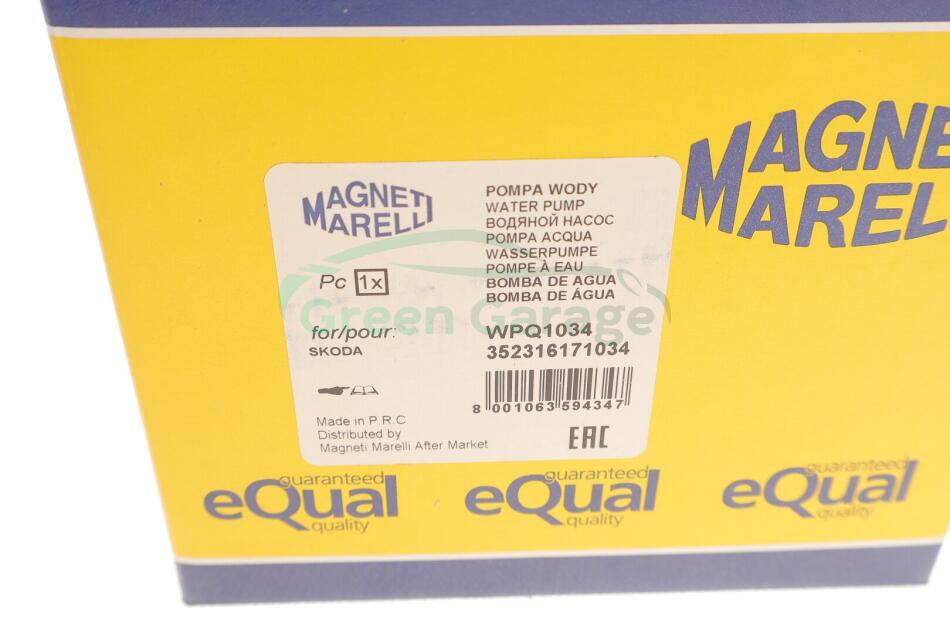 MAGNETI
MARELLI
POMPA WODY
WATER PUMP
ВОДЯНОЙ НАСОС
POMPA ACQUA
WASSERPUMPE
POMPE À EAU
BOMBA DE AGUA
BOMBA DE ÁGUA
Pc 1x
Green Garage
for/pour:
SKODA
WPQ1034
352316171034
8 001063 594347
Made in P.R.C
Distributed by
Magneti Marelli After Market
EAC
MAGNE
MAREL
guaranteed
eQual
quality
guaranteed
eQual
quality
guaranteed
eQual
quality